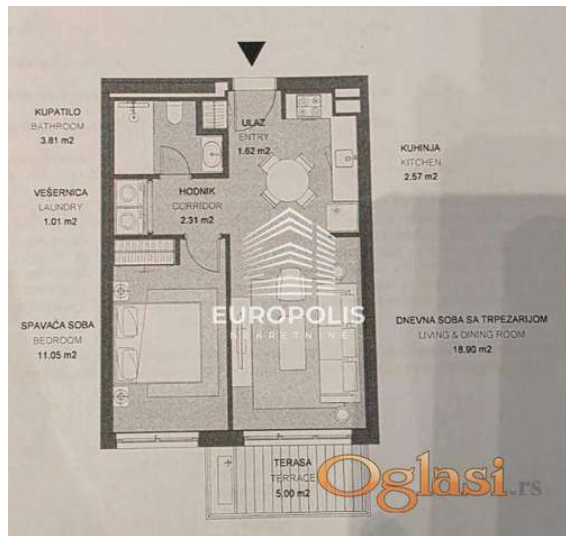 KUPATILO
BATHROOM
3.81 m2
ULAZ
ENTRY
1.62 m2
KUHINJA
KITCHEN
2.57 m2
VEŠERNICA
LAUNDRY
1.01 m2
HODNIK
CORRIDOR
2.31 m2
SPAVAĆA SOBA
BEDROOM
11.05 m2
EUROPOLIS
NEKRETNINE
DNEVNA SOBA SA TRPEZARIJOM
LIVING & DINING ROOM
18.90 m2
TERASA
TERRACE
5.00 m2
Oglasi.rs